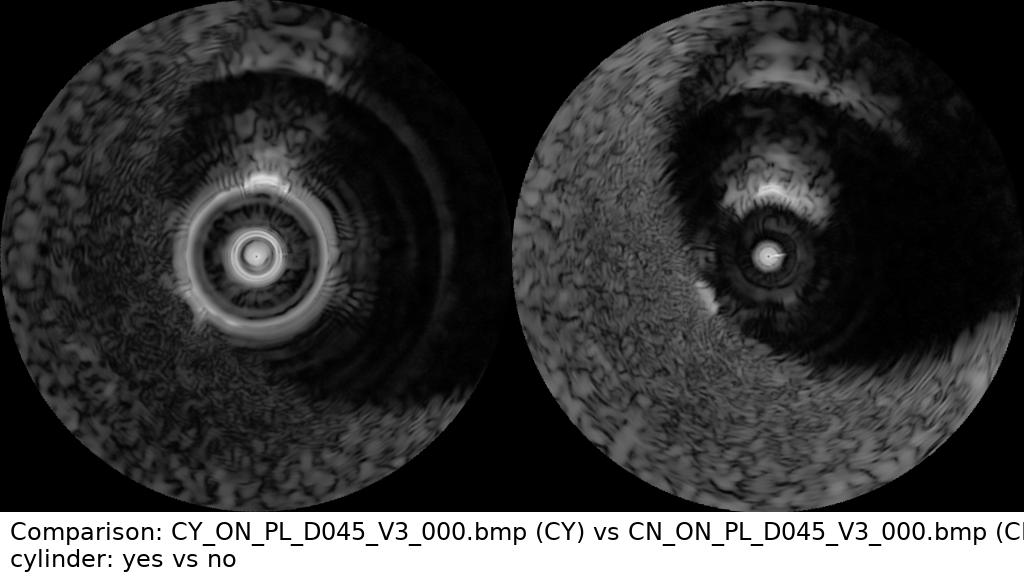 Comparison: CY_ON_PL_D045_V3_000.bmp (CY) vs CN_ON_PL_D045_V3_000.bmp (C
cylinder: yes vs no